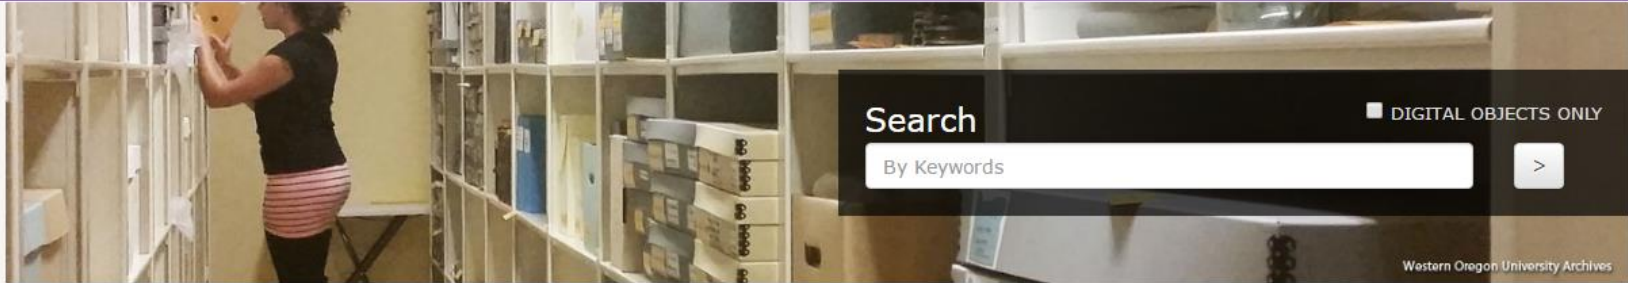 Search
DIGITAL OBJECTS ONLY
By Keywords
>
Western Oregon University Archives